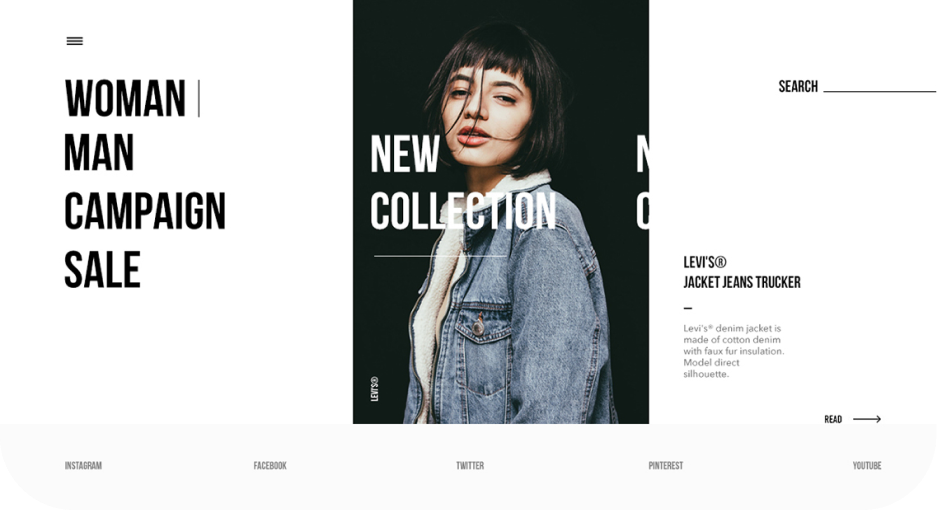 WOMAN
MAN
CAMPAIGN
SALE
NEW
COLLECTION
N
C
LEVI'S®
SEARCH
LEVI'S®
JACKET JEANS TRUCKER
Levi's® denim jacket is
made of cotton denim
with faux fur insulation.
Model direct
silhouette.
READ
INSTAGRAM
FACEBOOK
TWITTER
PINTEREST
YOUTUBE